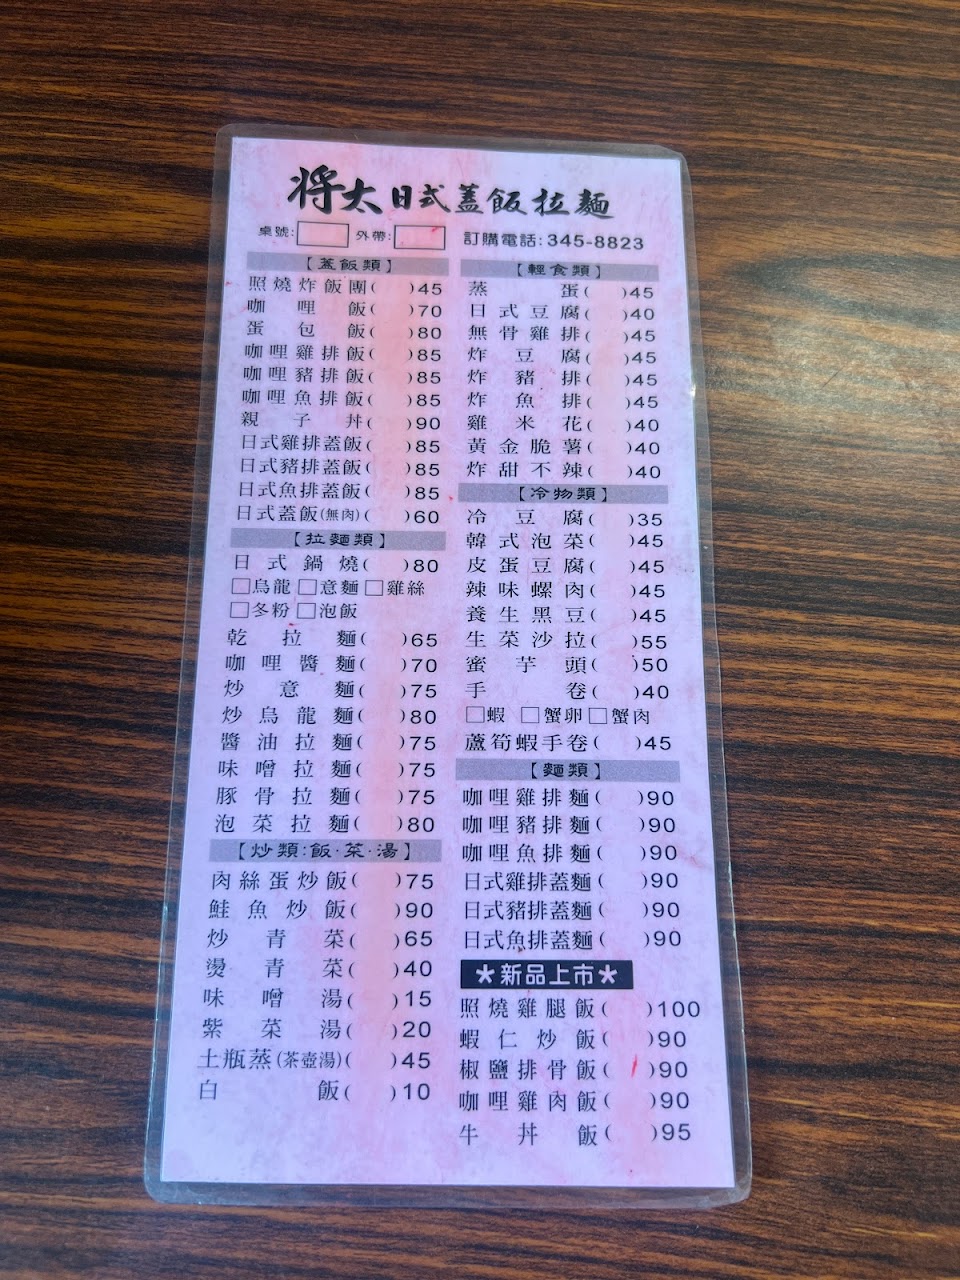 将太日式蓋飯拉麵
桌號: 外帶: 訂購電話:345-8823
【蓋飯類】
照燒炸飯團( )45
咖哩飯( )70
蛋包飯( )80
咖哩雞排飯( )85
咖哩豬排飯( )85
咖哩魚排飯( )85
親子丼( )90
日式雞排蓋飯( )85
日式豬排蓋飯( )85
日式魚排蓋飯( )85
日式蓋飯(無肉)( )60
【拉麵類】
日式鍋燒( )80
□烏龍□意麵□雞絲
□冬粉□泡飯
乾拉麵( )65
咖哩醬麵( )70
炒意麵( )75
炒烏龍麵( )80
醬油拉麵( )75
味噌拉麵( )75
豚骨拉麵( )75
泡菜拉麵( )80
【炒類:飯·菜·湯】
肉絲蛋炒飯( )75
鮭魚炒飯( )90
炒青菜( )65
燙青菜( )40
味噌湯( )15
紫菜湯( )20
土瓶蒸(茶壺湯)( )45
白飯( )10
【輕食類】
蒸蛋( )45
日式豆腐( )40
無骨雞排( )45
炸豆腐( )45
炸豬排( )45
炸魚排( )45
雞米花( )40
黃金脆薯( )40
炸甜不辣( )40
【冷物類】
冷豆腐( )35
韓式泡菜( )45
皮蛋豆腐( )45
辣味螺肉( )45
養生黑豆( )45
生菜沙拉( )55
蜜芋頭( )50
手卷( )40
□蝦 □蟹卵□蟹肉
蘆筍蝦手卷( )45
【麵類】
咖哩雞排麵( )90
咖哩豬排麵( )90
咖哩魚排麵( )90
日式雞排蓋麵( )90
日式豬排蓋麵( )90
日式魚排蓋麵( )90
★新品上市★
照燒雞腿飯( )100
蝦仁炒飯( )90
椒鹽排骨飯( )90
咖哩雞肉飯( )90
牛丼飯( )95